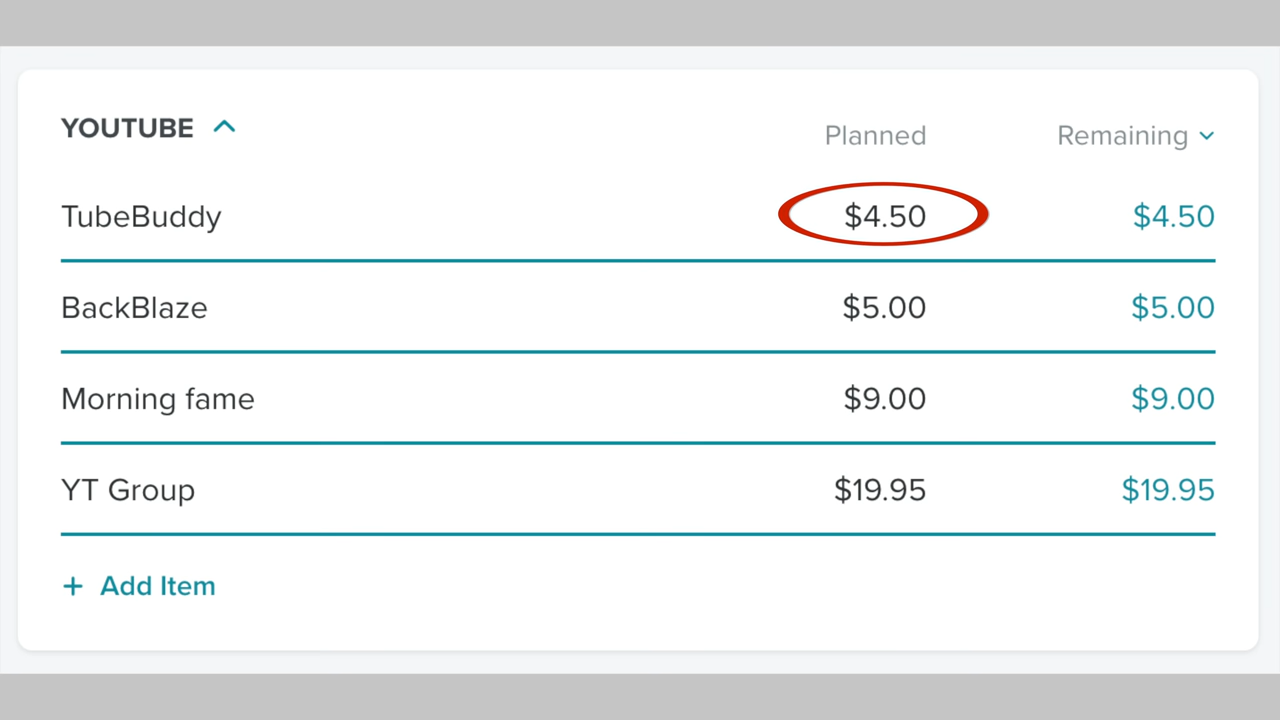 YOUTUBE Planned Remaining
TubeBuddy $4.50 $4.50
BackBlaze $5.00 $5.00
Morning fame $9.00 $9.00
YT Group $19.95 $19.95
+ Add Item